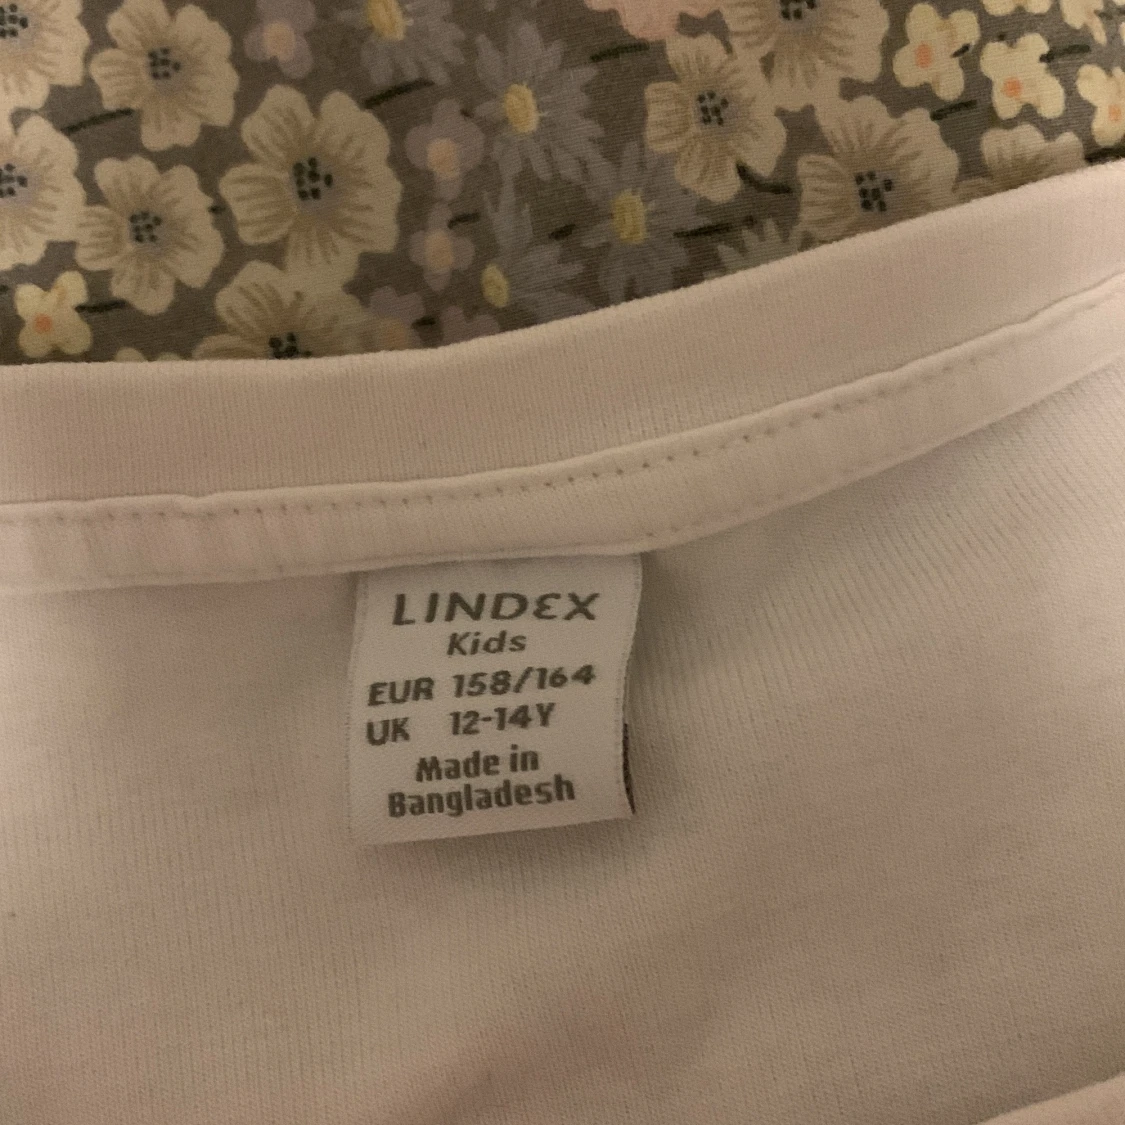 LINDEX
Kids
EUR 158/164
UK 12-14Y
Made in
Bangladesh